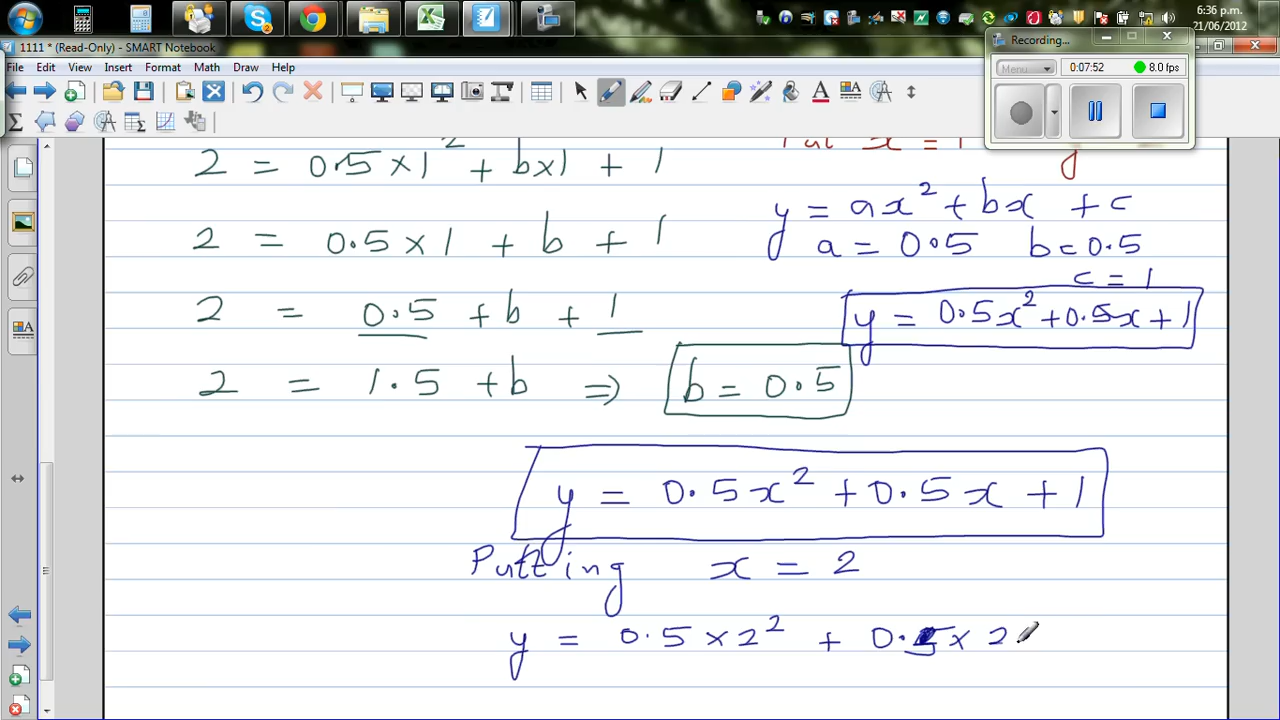 6:36 p.m.
21/06/2012
1111 * (Read-Only) - SMART Notebook
Recording...
File Edit View Insert Format Math Draw Help
Menu 0:07:52 8.0 fps
2 = 0.5×1² + b×1 + 1
x = 1
y = ax² + bx + c
2 = 0.5×1 + b + 1
a = 0.5 b = 0.5
c = 1
2 = 0.5 + b + 1
y = 0.5x² + 0.5x + 1
2 = 1.5 + b ⇒ b = 0.5
y = 0.5x² + 0.5x + 1
Putting x = 2
y = 0.5×2² + 0.5×2